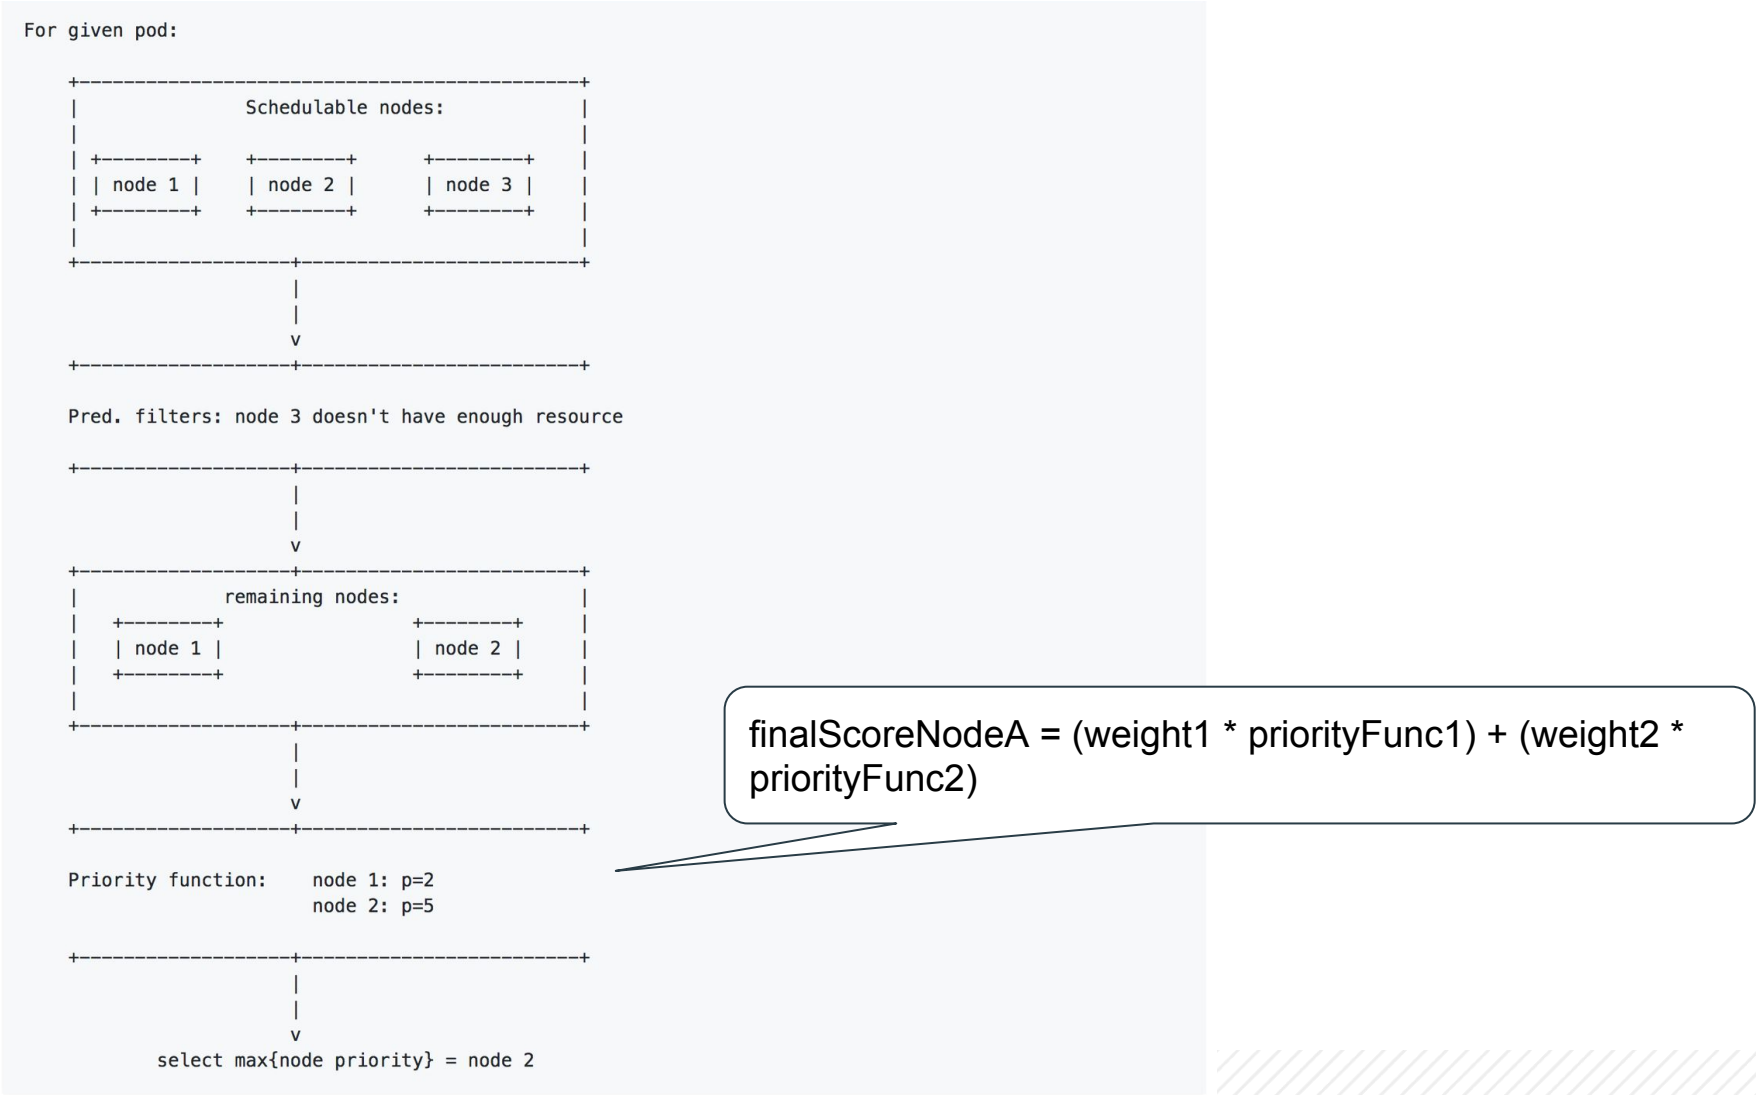 For given pod:
Schedulable nodes:
node 1 node 2 node 3
Pred. filters: node 3 doesn't have enough resource
remaining nodes:
node 1 node 2
finalScoreNodeA = (weight1 * priorityFunc1) + (weight2 *
priorityFunc2)
Priority function: node 1: p=2
node 2: p=5
select max{node priority} = node 2